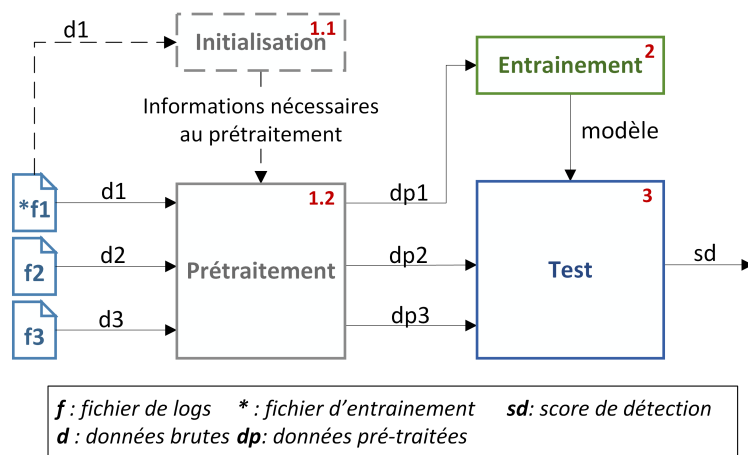 d1
Initialisation
1.1
Informations nécessaires
au prétraitement
Entrainement
2
modèle
*f1
d1
f2
d2
f3
d3
Prétraitement
1.2
dp1
dp2
dp3
Test
3
sd
f : fichier de logs * : fichier d'entrainement sd: score de détection
d : données brutes dp: données pré-traitées